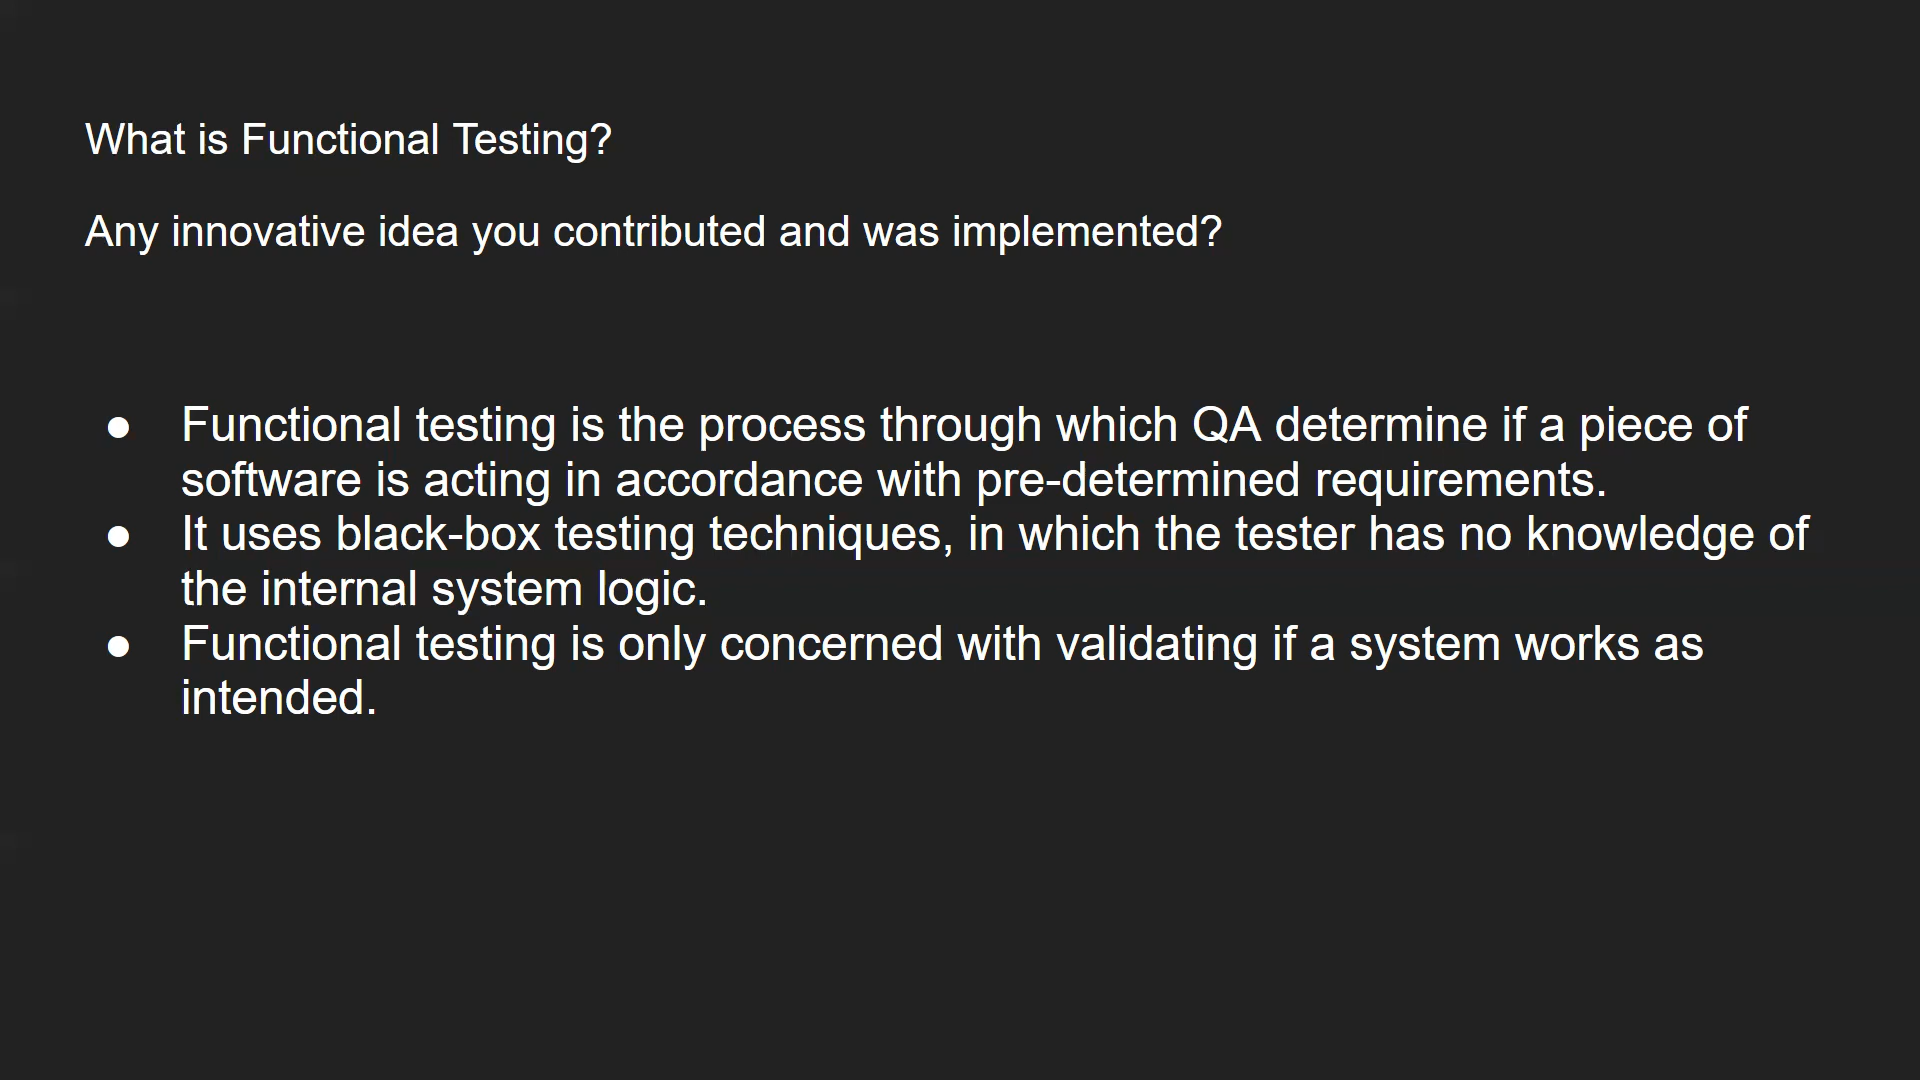 What is Functional Testing?
Any innovative idea you contributed and was implemented?
● Functional testing is the process through which QA determine if a piece of
software is acting in accordance with pre-determined requirements.
● It uses black-box testing techniques, in which the tester has no knowledge of
the internal system logic.
● Functional testing is only concerned with validating if a system works as
intended.